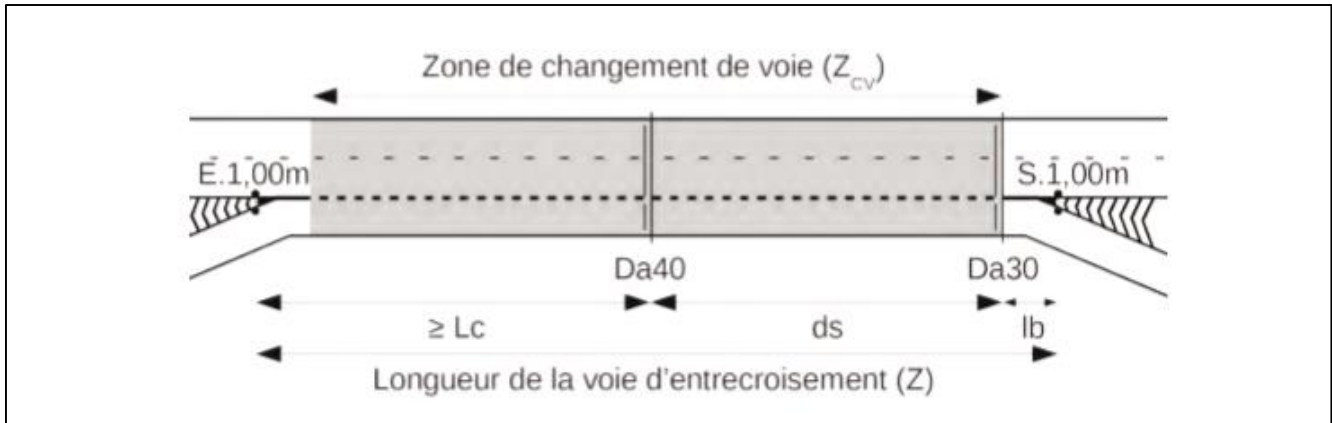 Zone de changement de voie (Z_CV)
E.1,00m S.1,00m
Da40 Da30
≥ Lc ds lb
Longueur de la voie d'entrecroisement (Z)